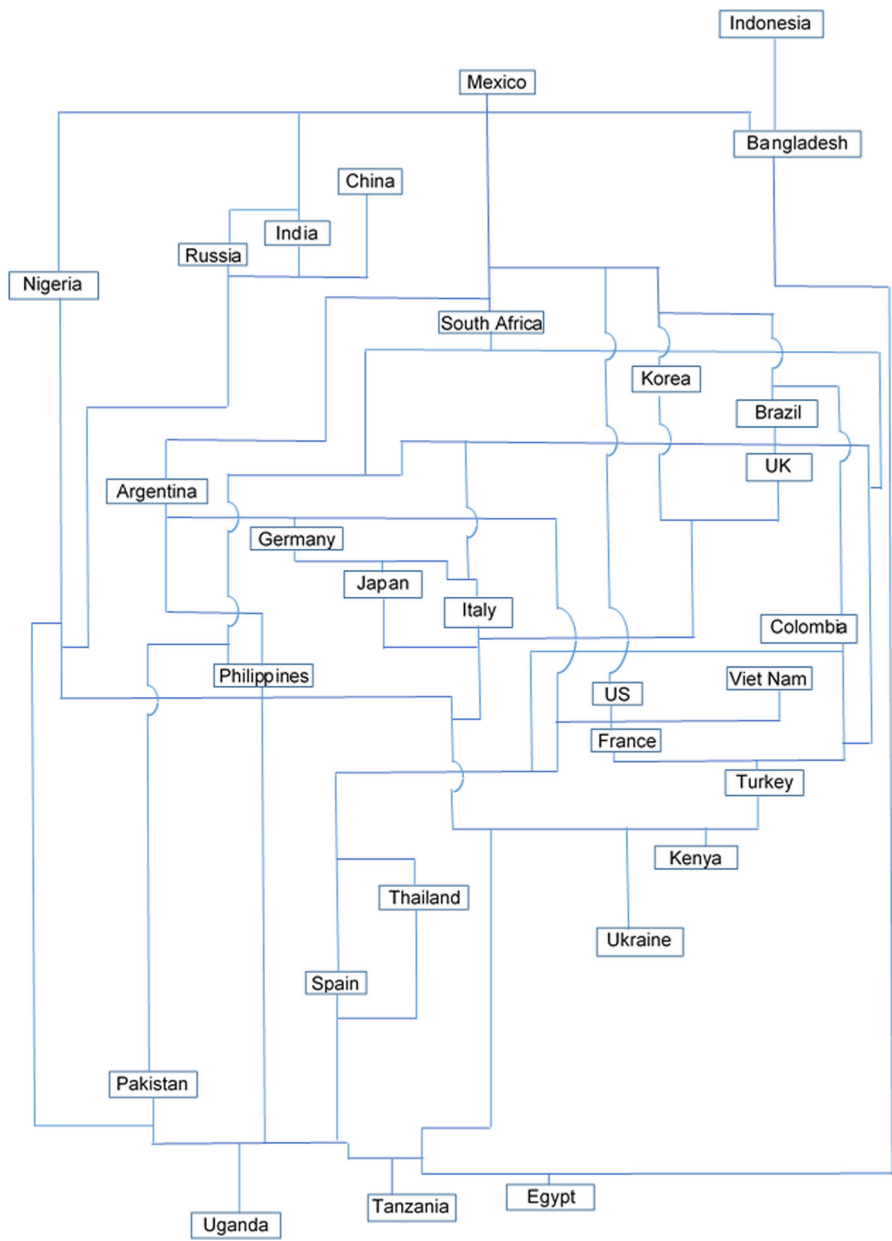 Indonesia
Mexico
Bangladesh
China
India
Russia
Nigeria
South Africa
Korea
Brazil
UK
Argentina
Germany
Japan
Italy
Colombia
Philippines
Viet Nam
US
France
Turkey
Kenya
Thailand
Ukraine
Spain
Pakistan
Egypt
Tanzania
Uganda